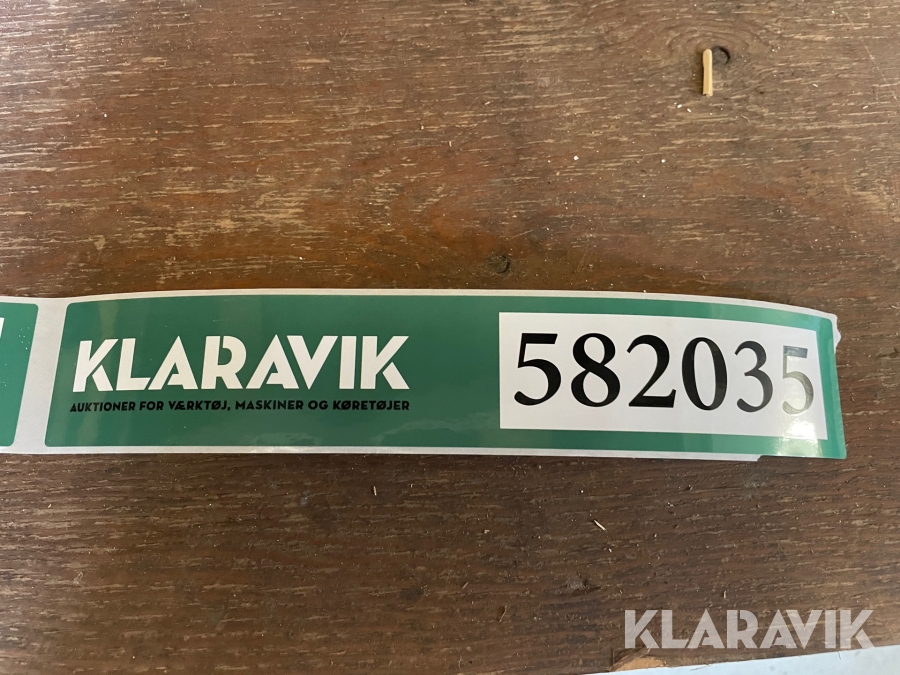 KLARAVIK
AUKTIONER FOR VÆRKTØJ, MASKINER OG KØRETØJER
582035
KLARAVIK